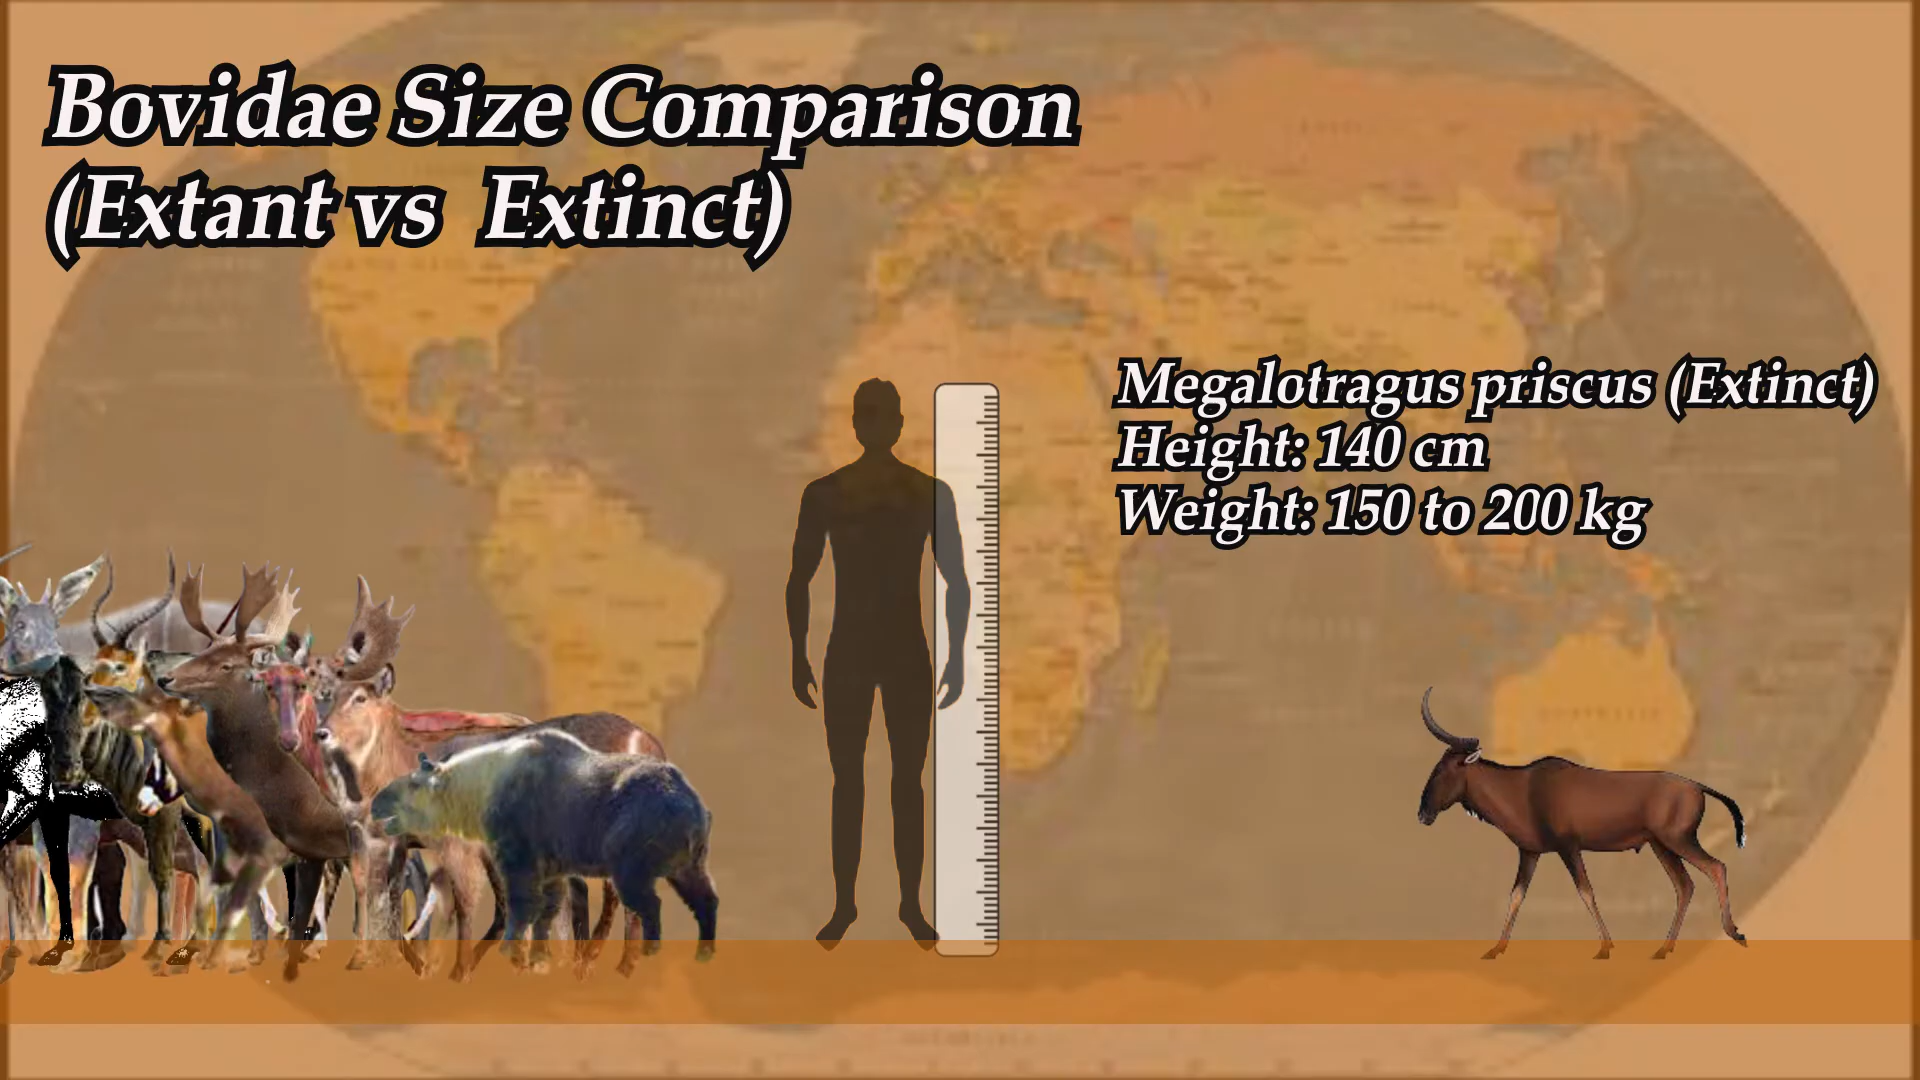 Bovidae Size Comparison
(Extant vs  Extinct)
Megalotragus priscus (Extinct)
Height: 140 cm
Weight: 150 to 200 kg